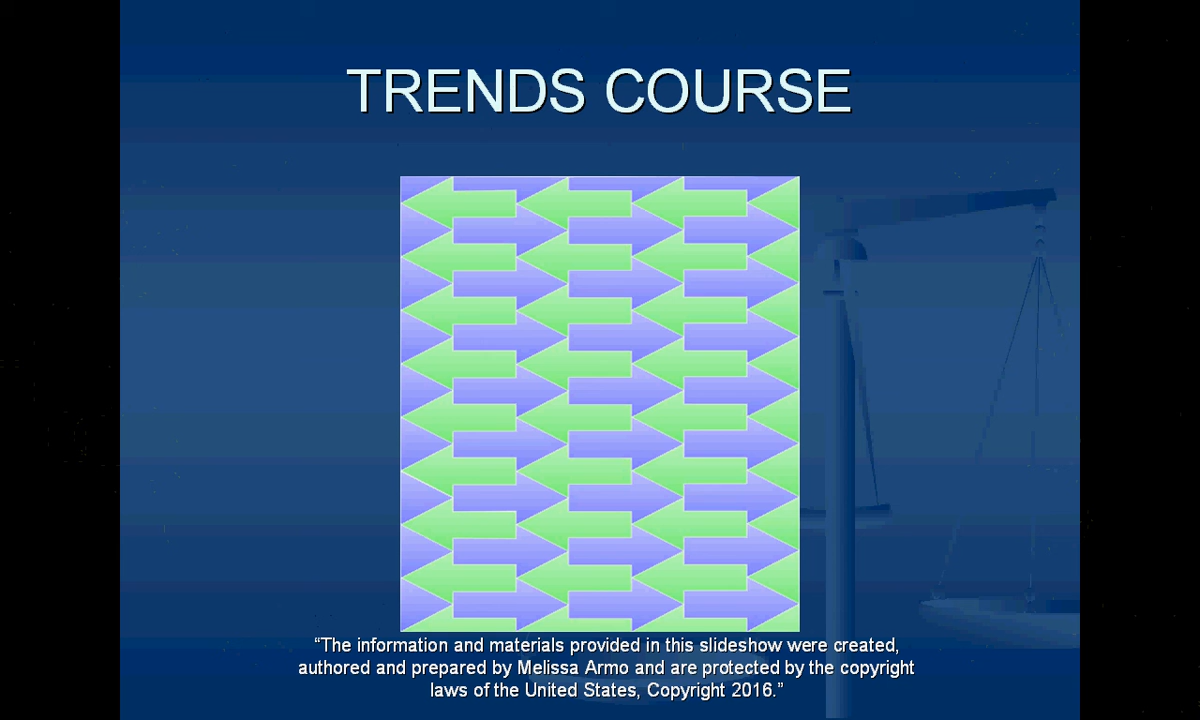 TRENDS COURSE
“The information and materials provided in this slideshow were created,
authored and prepared by Melissa Armo and are protected by the copyright
laws of the United States, Copyright 2016.”